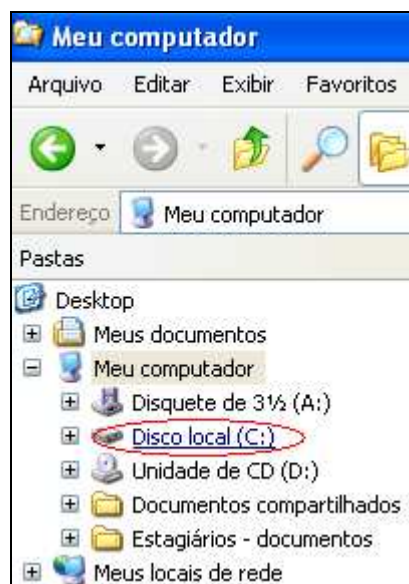 Meu computador
Arquivo Editar Exibir Favoritos
Endereço Meu computador
Pastas
Desktop
Meus documentos
Meu computador
Disquete de 3½ (A:)
Disco local (C:)
Unidade de CD (D:)
Documentos compartilhados
Estagiários - documentos
Meus locais de rede